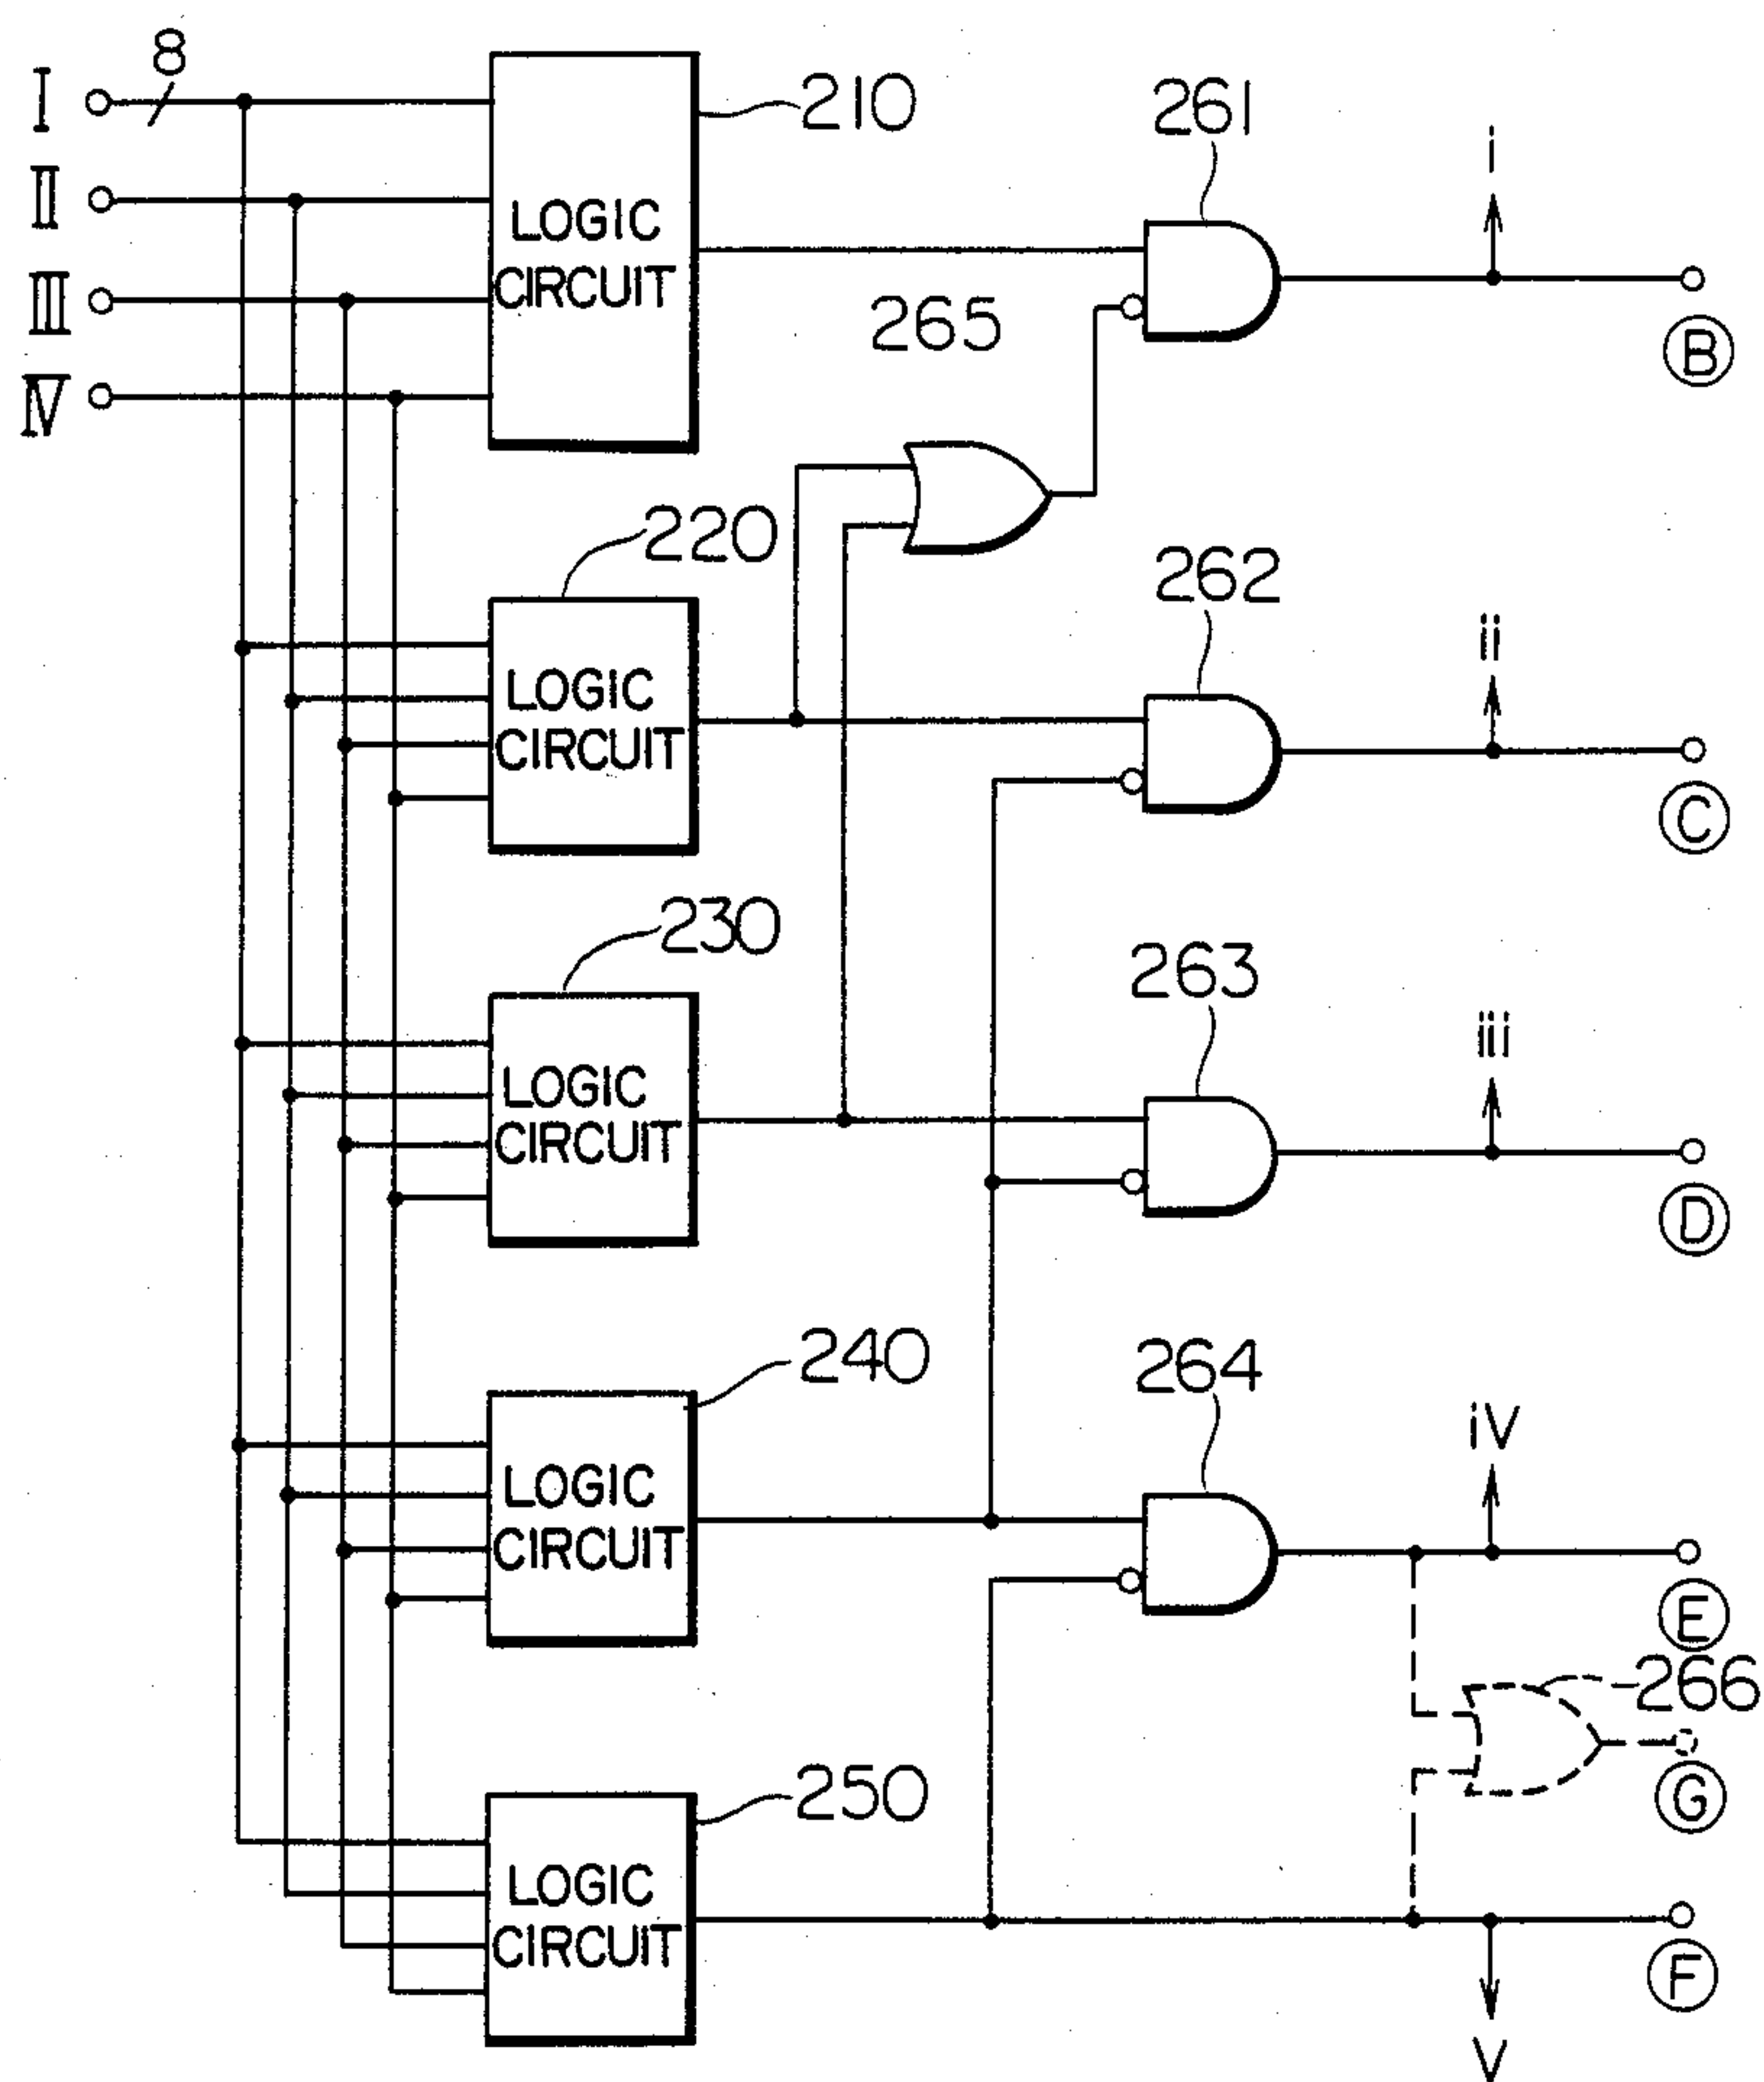 8
I
210
261
i
II
LOGIC
CIRCUIT
III
265
B
IV
220
262
ii
LOGIC
CIRCUIT
C
230
263
iii
LOGIC
CIRCUIT
D
240
264
iV
LOGIC
CIRCUIT
E
266
250
G
LOGIC
CIRCUIT
F
V